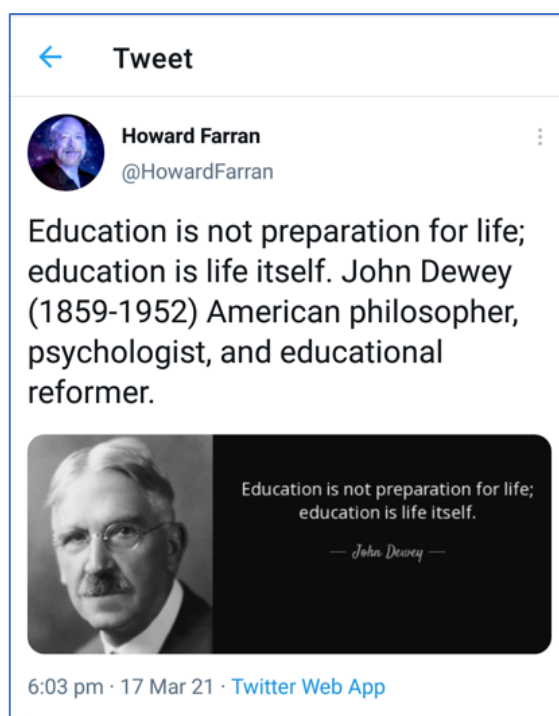 Tweet
Howard Farran
@HowardFarran
Education is not preparation for life;
education is life itself. John Dewey
(1859-1952) American philosopher,
psychologist, and educational
reformer.
Education is not preparation for life;
education is life itself.
— John Dewey —
6:03 pm · 17 Mar 21 · Twitter Web App